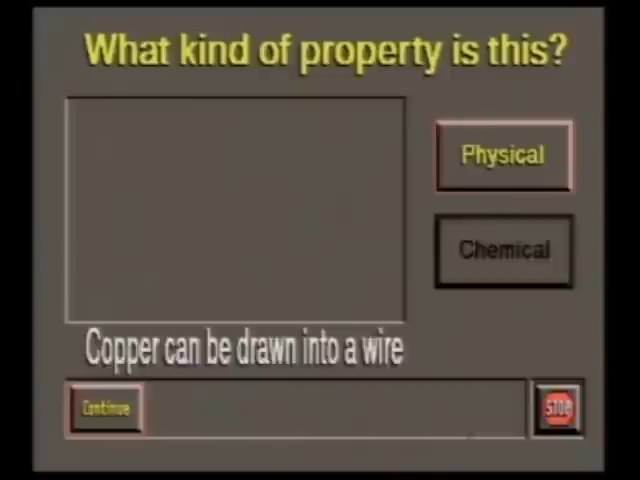 What kind of property is this?
Physical
Chemical
Copper can be drawn into a wire
Continue
STOP